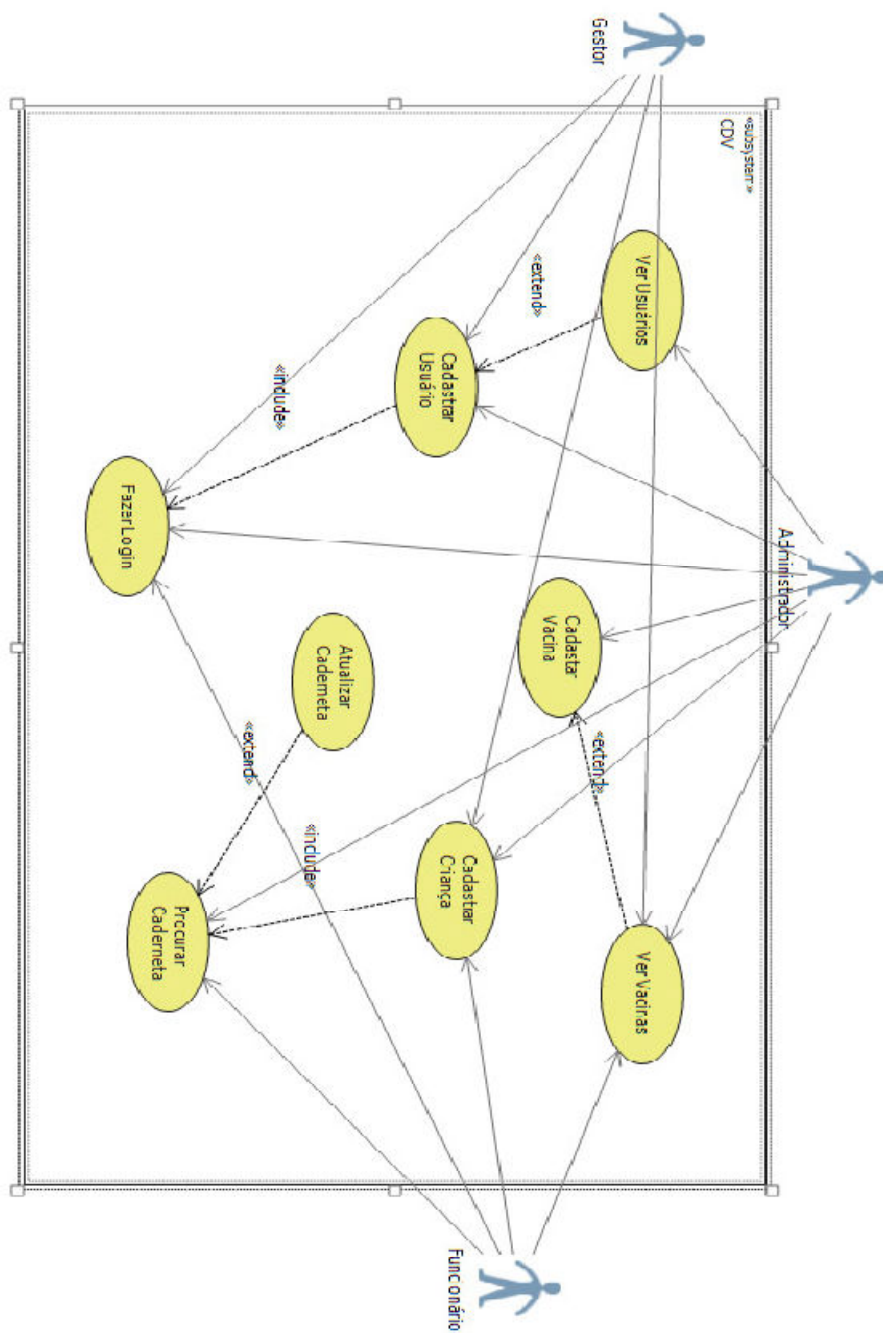 Administrador
«subsystem»
CDV
Ver Usuários
Ver Vacinas
Gestor
«extend»
Cadastar
Vacina
«extend»
Cadastrar
Usuário
Cadastrar
Criança
Funcionário
Atualizar
Caderneta
«include»
«include»
«extend»
Procurar
Caderneta
Fazer Login